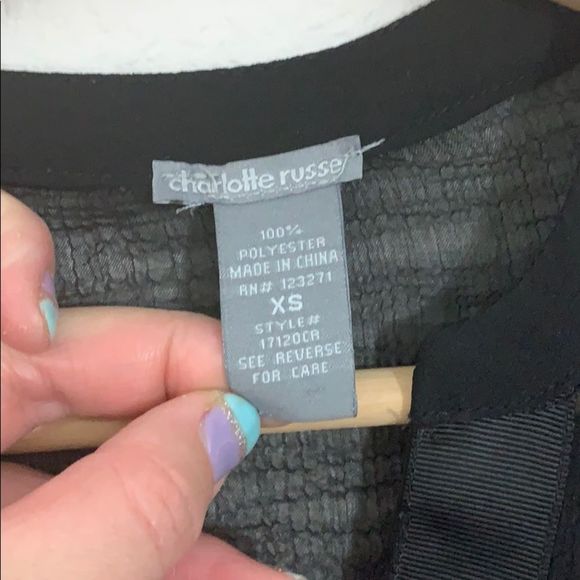 charlotte russe
100%
POLYESTER
MADE IN CHINA
RN# 123271
XS
STYLE#
17120CR
SEE REVERSE
FOR CARE